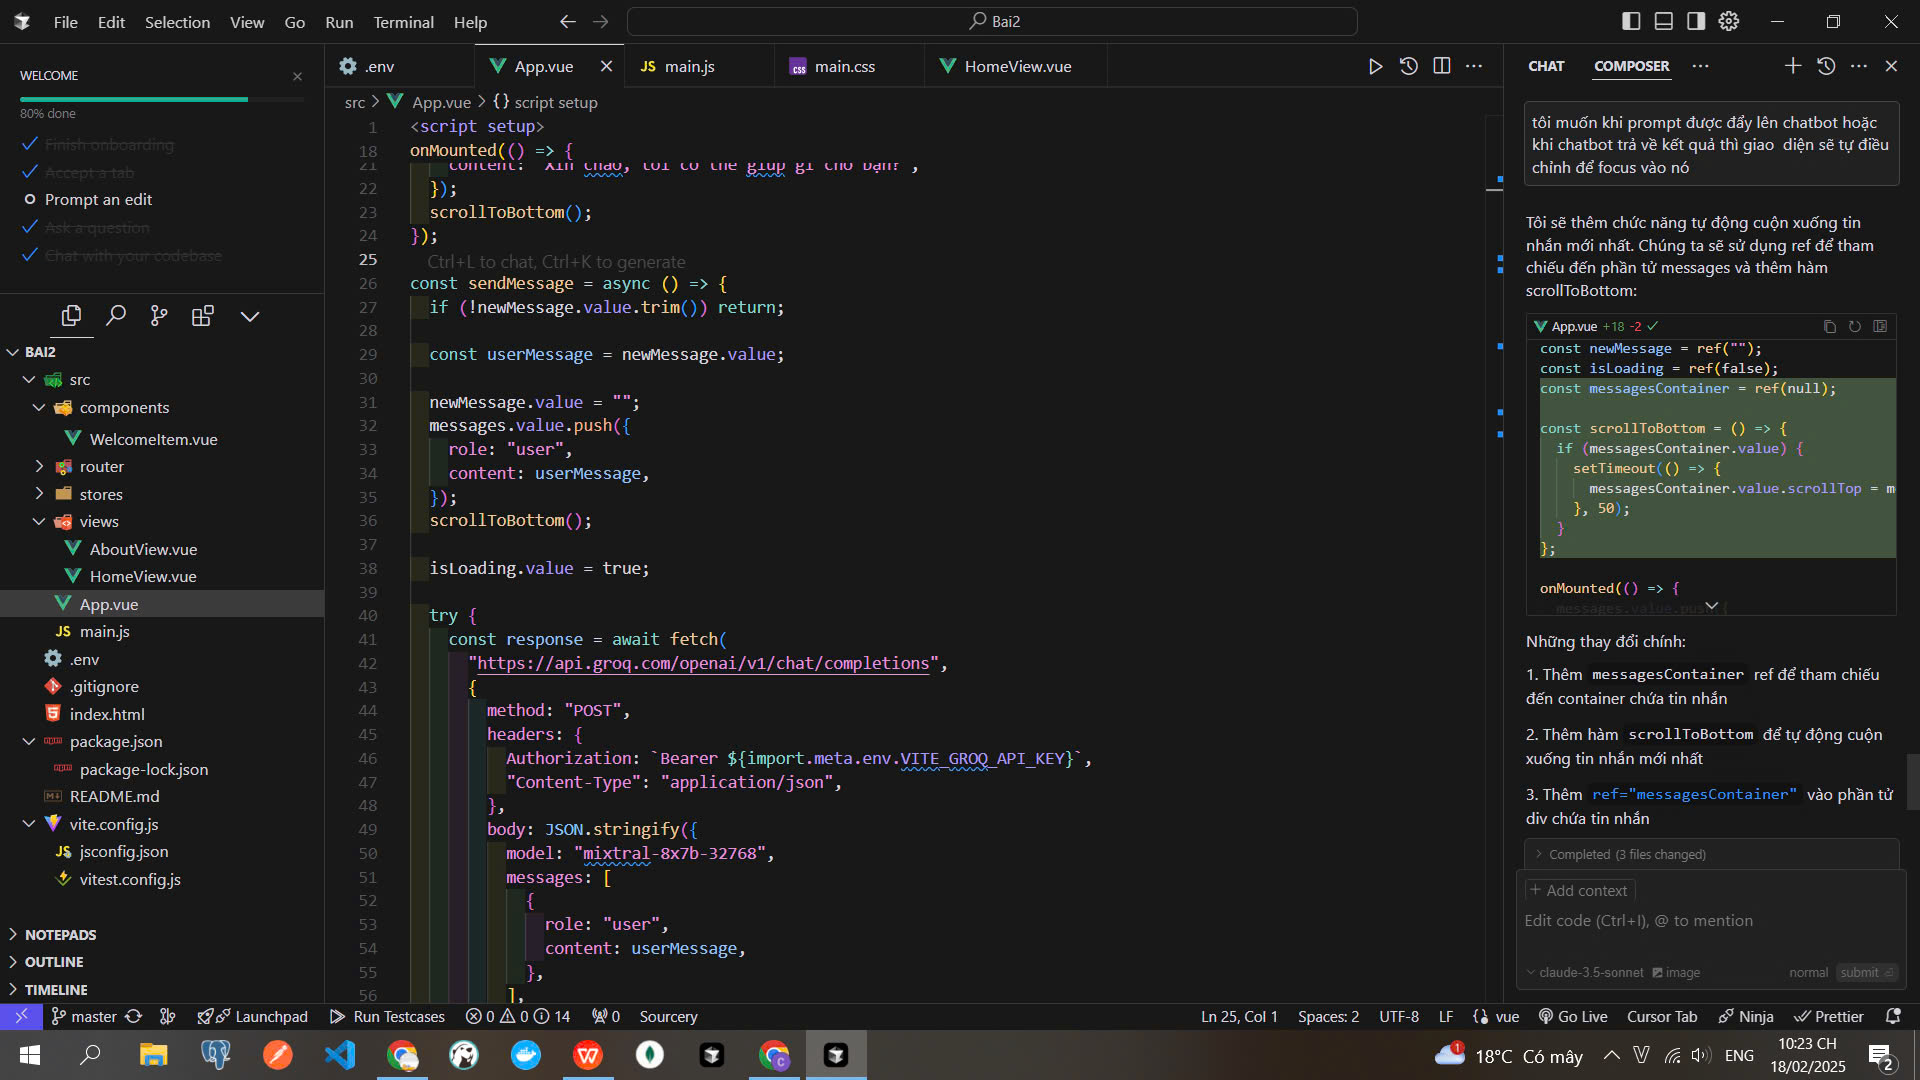 File Edit Selection View Go Run Terminal Help
Bai2
WELCOME
80% done
Finish onboarding
Accept a tab
Prompt an edit
Ask a question
Chat with your codebase
BAI2
src
components
WelcomeItem.vue
router
stores
views
AboutView.vue
HomeView.vue
App.vue
JS main.js
.env
.gitignore
index.html
package.json
package-lock.json
README.md
vite.config.js
JS jsconfig.json
vitest.config.js
NOTEPADS
OUTLINE
TIMELINE
.env
App.vue
JS main.js
css main.css
HomeView.vue
src > App.vue > {} script setup
1 <script setup>
18 onMounted(() => {
21 content: "Xin chào, tôi có thể giúp gì cho bạn?",
22 });
23 scrollToBottom();
24 });
25 Ctrl+L to chat, Ctrl+K to generate
26 const sendMessage = async () => {
27 if (!newMessage.value.trim()) return;
28
29 const userMessage = newMessage.value;
30
31 newMessage.value = "";
32 messages.value.push({
33 role: "user",
34 content: userMessage,
35 });
36 scrollToBottom();
37
38 isLoading.value = true;
39
40 try {
41 const response = await fetch(
42 "https://api.groq.com/openai/v1/chat/completions",
43 {
44 method: "POST",
45 headers: {
46 Authorization: `Bearer ${import.meta.env.VITE_GROQ_API_KEY}`,
47 "Content-Type": "application/json",
48 },
49 body: JSON.stringify({
50 model: "mixtral-8x7b-32768",
51 messages: [
52 {
53 role: "user",
54 content: userMessage,
55 },
56 ],
CHAT COMPOSER
tôi muốn khi prompt được đẩy lên chatbot hoặc
khi chatbot trả về kết quả thì giao diện sẽ tự điều
chỉnh để focus vào nó
Tôi sẽ thêm chức năng tự động cuộn xuống tin
nhắn mới nhất. Chúng ta sẽ sử dụng ref để tham
chiếu đến phần tử messages và thêm hàm
scrollToBottom:
App.vue +18 -2
const newMessage = ref("");
const isLoading = ref(false);
const messagesContainer = ref(null);
const scrollToBottom = () => {
if (messagesContainer.value) {
setTimeout(() => {
messagesContainer.value.scrollTop = m
}, 50);
}
};
onMounted(() => {
messages.value.push({
Những thay đổi chính:
1. Thêm messagesContainer ref để tham chiếu
đến container chứa tin nhắn
2. Thêm hàm scrollToBottom để tự động cuộn
xuống tin nhắn mới nhất
3. Thêm ref="messagesContainer" vào phần tử
div chứa tin nhắn
Completed (3 files changed)
+ Add context
Edit code (Ctrl+I), @ to mention
claude-3.5-sonnet image normal submit
master Launchpad Run Testcases 0 0 14 0 Sourcery
Ln 25, Col 1 Spaces: 2 UTF-8 LF {} vue Go Live Cursor Tab Ninja Prettier
1 18°C Có mây ENG
10:23 CH
18/02/2025
2